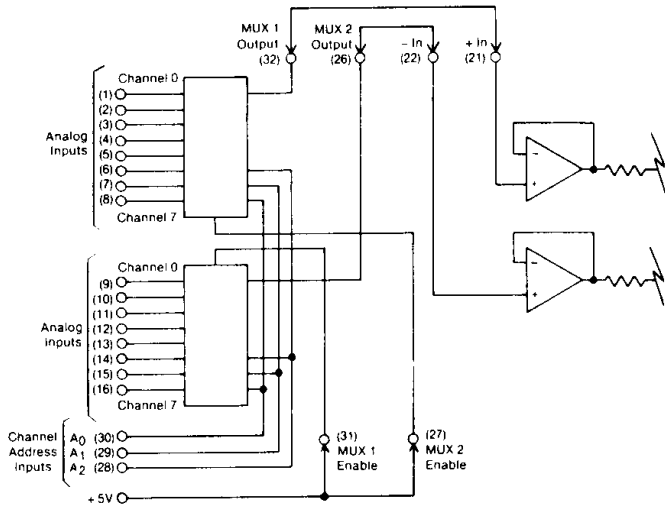 MUX 1
Output
(32)
MUX 2
Output
(26)
– In
(22)
+ In
(21)
Channel 0
Analog
Inputs
(1)
(2)
(3)
(4)
(5)
(6)
(7)
(8)
Channel 7
–
+
Channel 0
Analog
Inputs
(9)
(10)
(11)
(12)
(13)
(14)
(15)
(16)
Channel 7
–
+
Channel
Address
Inputs
A0 (30)
A1 (29)
A2 (28)
+ 5V
(31)
MUX 1
Enable
(27)
MUX 2
Enable